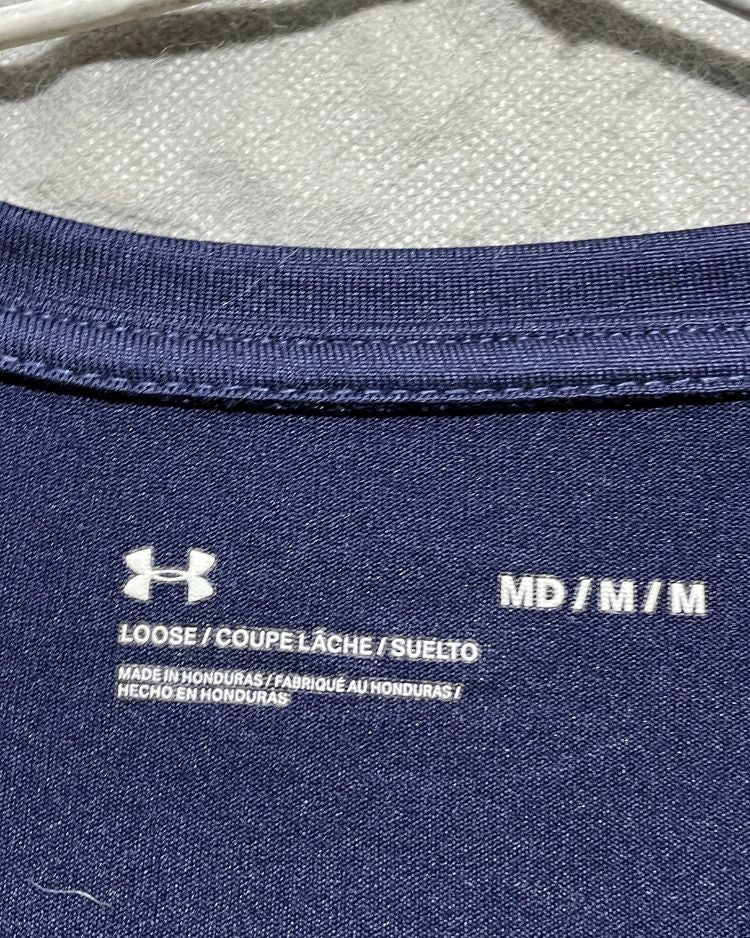 MD/M/M
LOOSE/COUPE LÂCHE/SUELTO
MADE IN HONDURAS/FABRIQUÉ AU HONDURAS/
HECHO EN HONDURAS